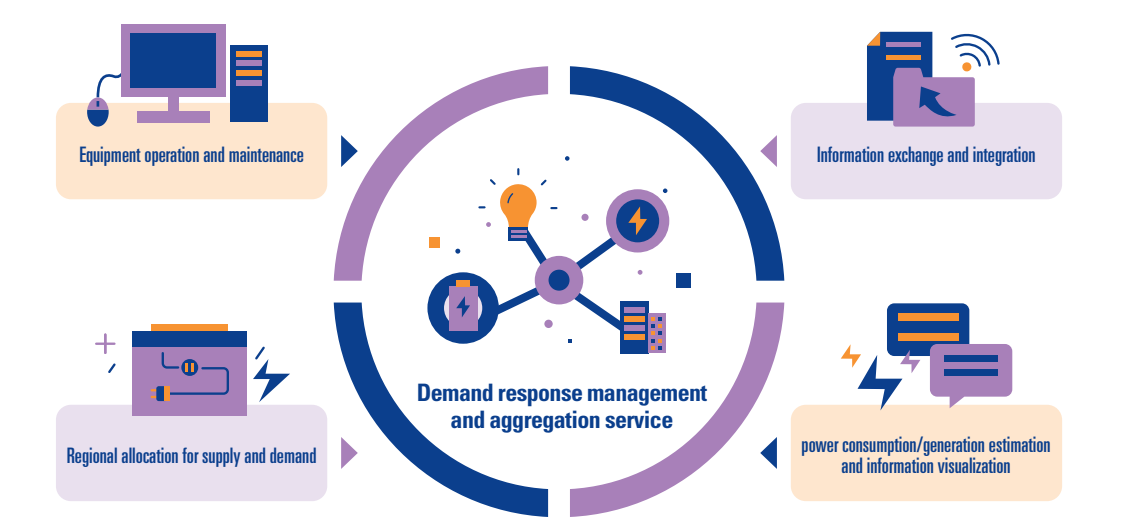 Equipment operation and maintenance
Information exchange and integration
Demand response management
and aggregation service
Regional allocation for supply and demand
power consumption/generation estimation
and information visualization